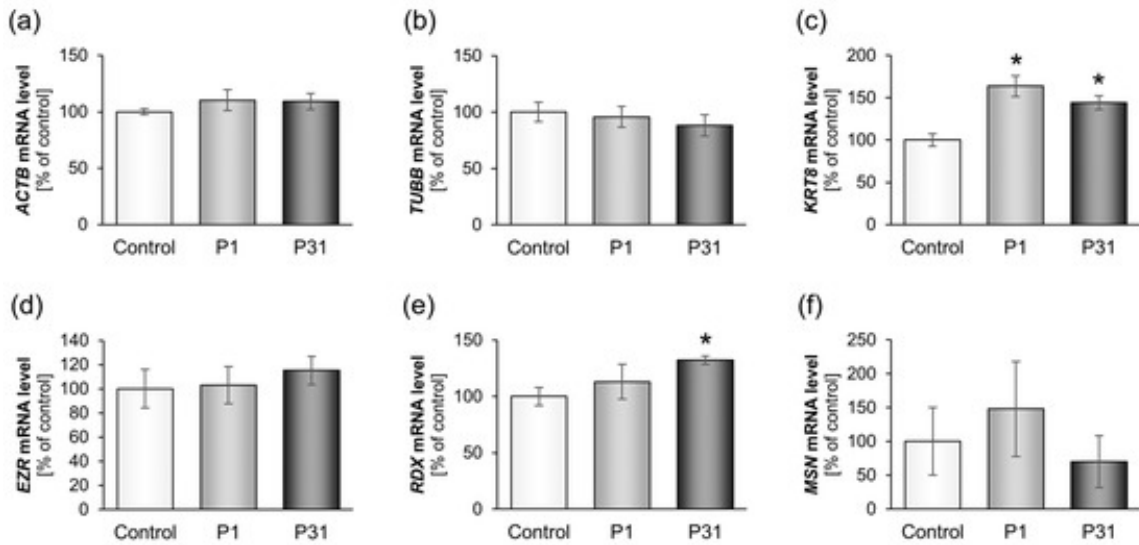 (a)
ACTB mRNA level
[% of control]
150
100
50
0
Control P1 P31
(b)
TUBB mRNA level
[% of control]
150
100
50
0
Control P1 P31
(c)
KRT8 mRNA level
[% of control]
200
150
100
50
0
*
*
Control P1 P31
(d)
EZR mRNA level
[% of control]
140
120
100
80
60
40
20
0
Control P1 P31
(e)
RDX mRNA level
[% of control]
150
100
50
0
*
Control P1 P31
(f)
MSN mRNA level
[% of control]
250
200
150
100
50
0
Control P1 P31